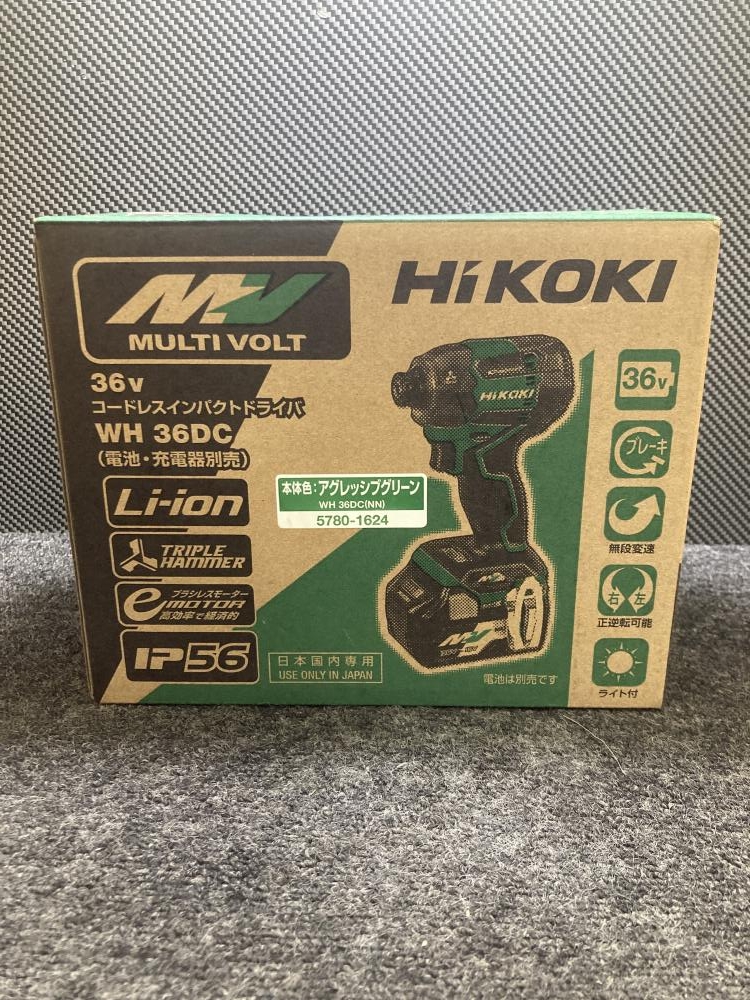 MULTI VOLT
HiKOKI
36V
コードレスインパクトドライバ
WH 36DC
(電池・充電器別売)
Li-ion
TRIPLE
HAMMER
ブラシレスモーター
e MOTOR
高効率で経済的
IP56
本体色：アグレッシブグリーン
WH 36DC(NN)
5780-1624
日本国内専用
USE ONLY IN JAPAN
HiKOKI
MV
電池は別売です
36V
ブレーキ
無段変速
右 左
正逆転可能
ライト付